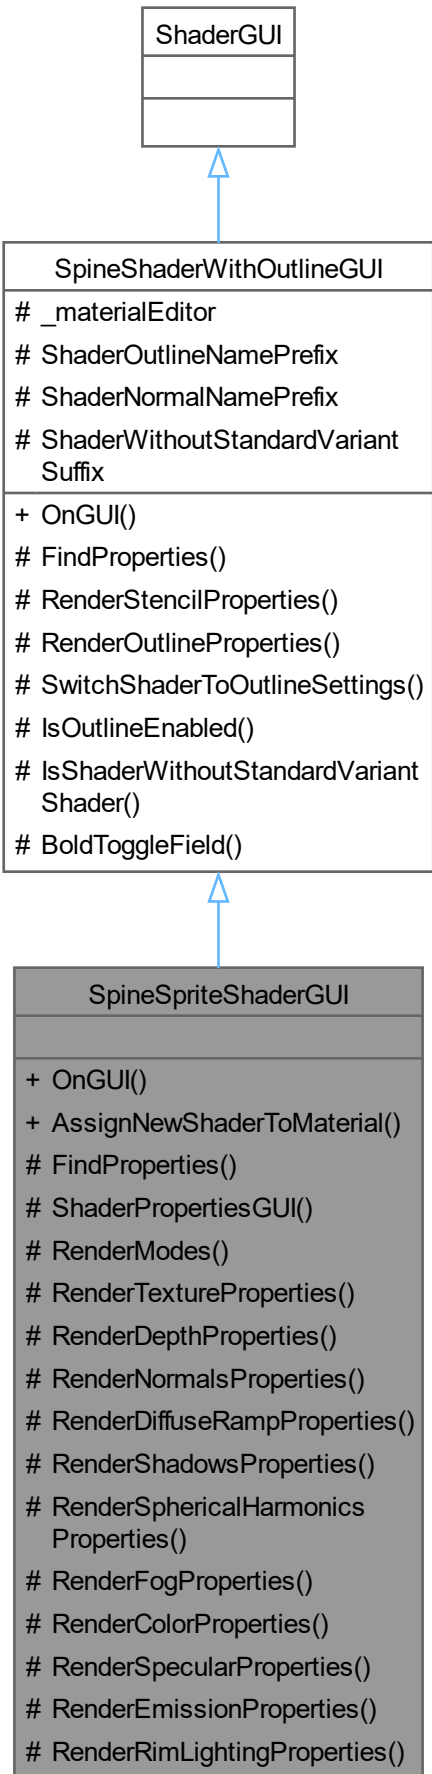 ShaderGUI
SpineShaderWithOutlineGUI
# _materialEditor
# ShaderOutlineNamePrefix
# ShaderNormalNamePrefix
# ShaderWithoutStandardVariant
Suffix
+ OnGUI()
# FindProperties()
# RenderStencilProperties()
# RenderOutlineProperties()
# SwitchShaderToOutlineSettings()
# IsOutlineEnabled()
# IsShaderWithoutStandardVariant
Shader()
# BoldToggleField()
SpineSpriteShaderGUI
+ OnGUI()
+ AssignNewShaderToMaterial()
# FindProperties()
# ShaderPropertiesGUI()
# RenderModes()
# RenderTextureProperties()
# RenderDepthProperties()
# RenderNormalsProperties()
# RenderDiffuseRampProperties()
# RenderShadowsProperties()
# RenderSphericalHarmonics
Properties()
# RenderFogProperties()
# RenderColorProperties()
# RenderSpecularProperties()
# RenderEmissionProperties()
# RenderRimLightingProperties()